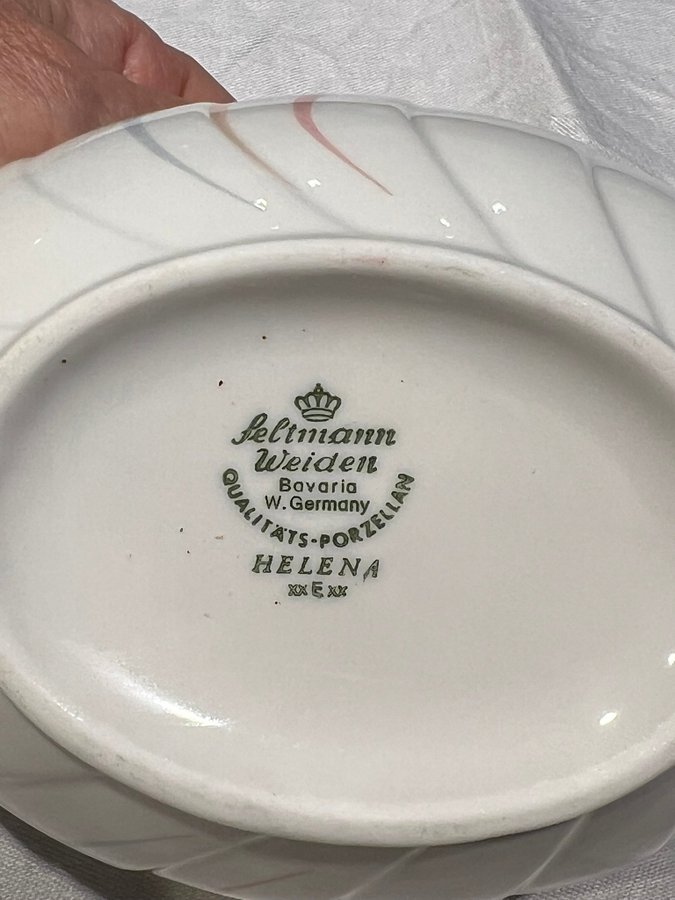 Seltmann
Weiden
Bavaria
W. Germany
QUALITÄTS-PORZELLAN
HELENA
xx E xx